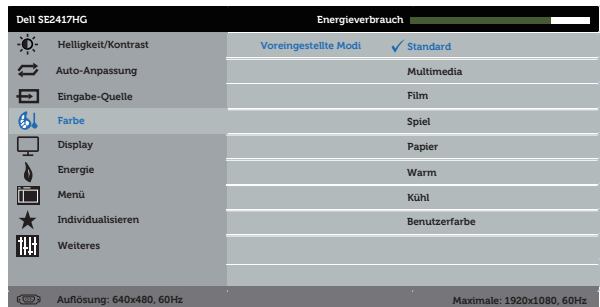 Dell SE2417HG Energieverbrauch
Helligkeit/Kontrast Voreingestellte Modi ✓ Standard
Auto-Anpassung Multimedia
Eingabe-Quelle Film
Farbe Spiel
Display Papier
Energie Warm
Menü Kühl
Individualisieren Benutzerfarbe
Weiteres
Auflösung: 640x480, 60Hz Maximale: 1920x1080, 60Hz